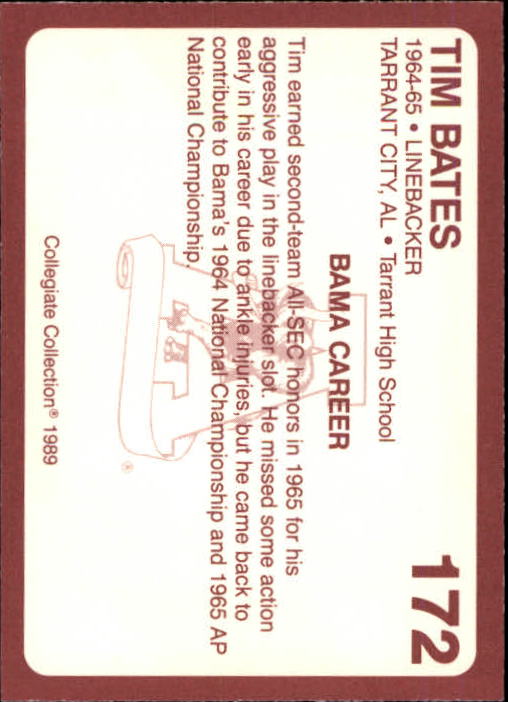 TIM BATES
172
1964-65 • LINEBACKER
TARRANT CITY, AL • Tarrant High School
BAMA CAREER
Tim earned second-team All-SEC honors in 1965 for his
aggressive play in the linebacker slot. He missed some action
early in his career due to ankle injuries, but he came back to
contribute to Bama's 1964 National Championship and 1965 AP
National Championship.
Collegiate Collection® 1989
®